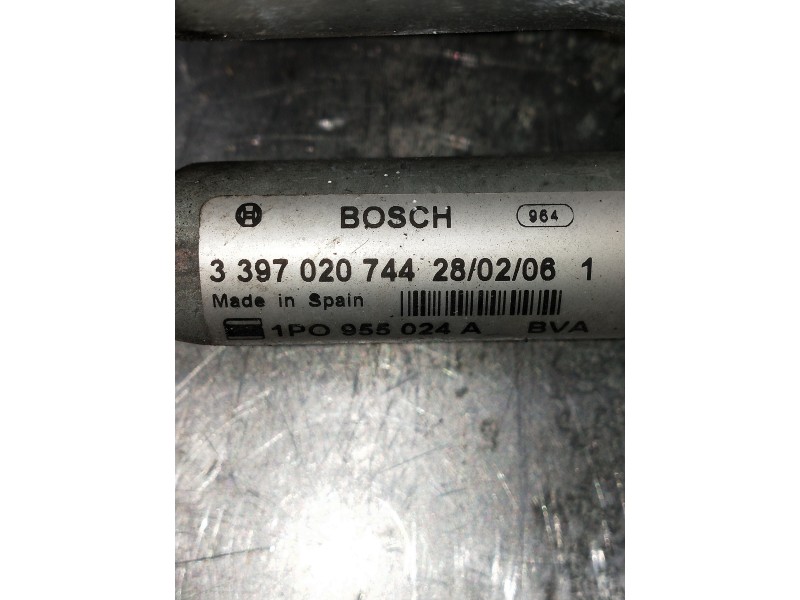 BOSCH 964
3 397 020 744 28/02/06 1
Made in Spain
1PO 955 024 A BVA